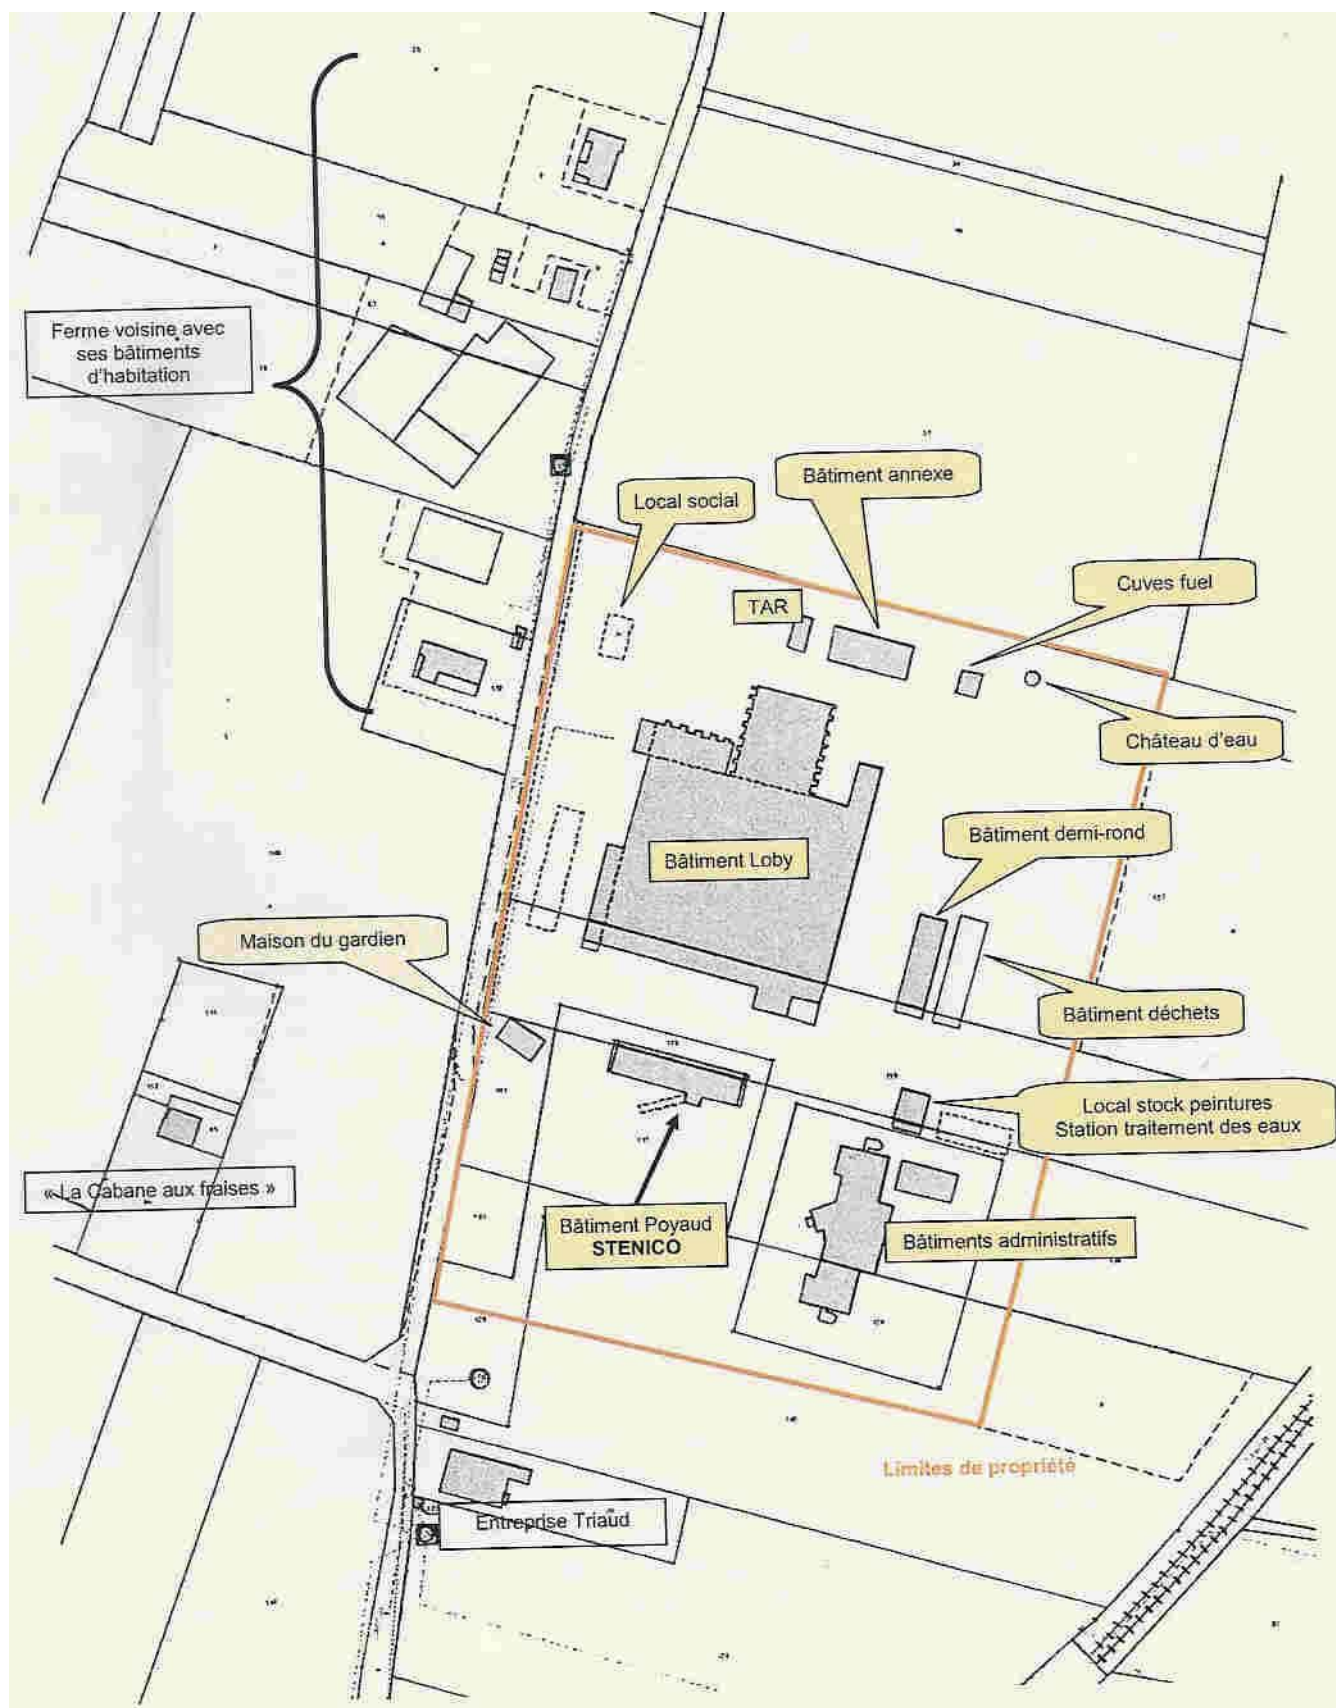 Ferme voisine avec
ses bâtiments
d'habitation
Local social
Bâtiment annexe
TAR
Cuves fuel
Château d'eau
Bâtiment demi-rond
Bâtiment Loby
Maison du gardien
Bâtiment déchets
Local stock peintures
Station traitement des eaux
« La Cabane aux fraises »
Bâtiment Poyaud
STENICO
Bâtiments administratifs
Limites de propriété
Entreprise Triaud